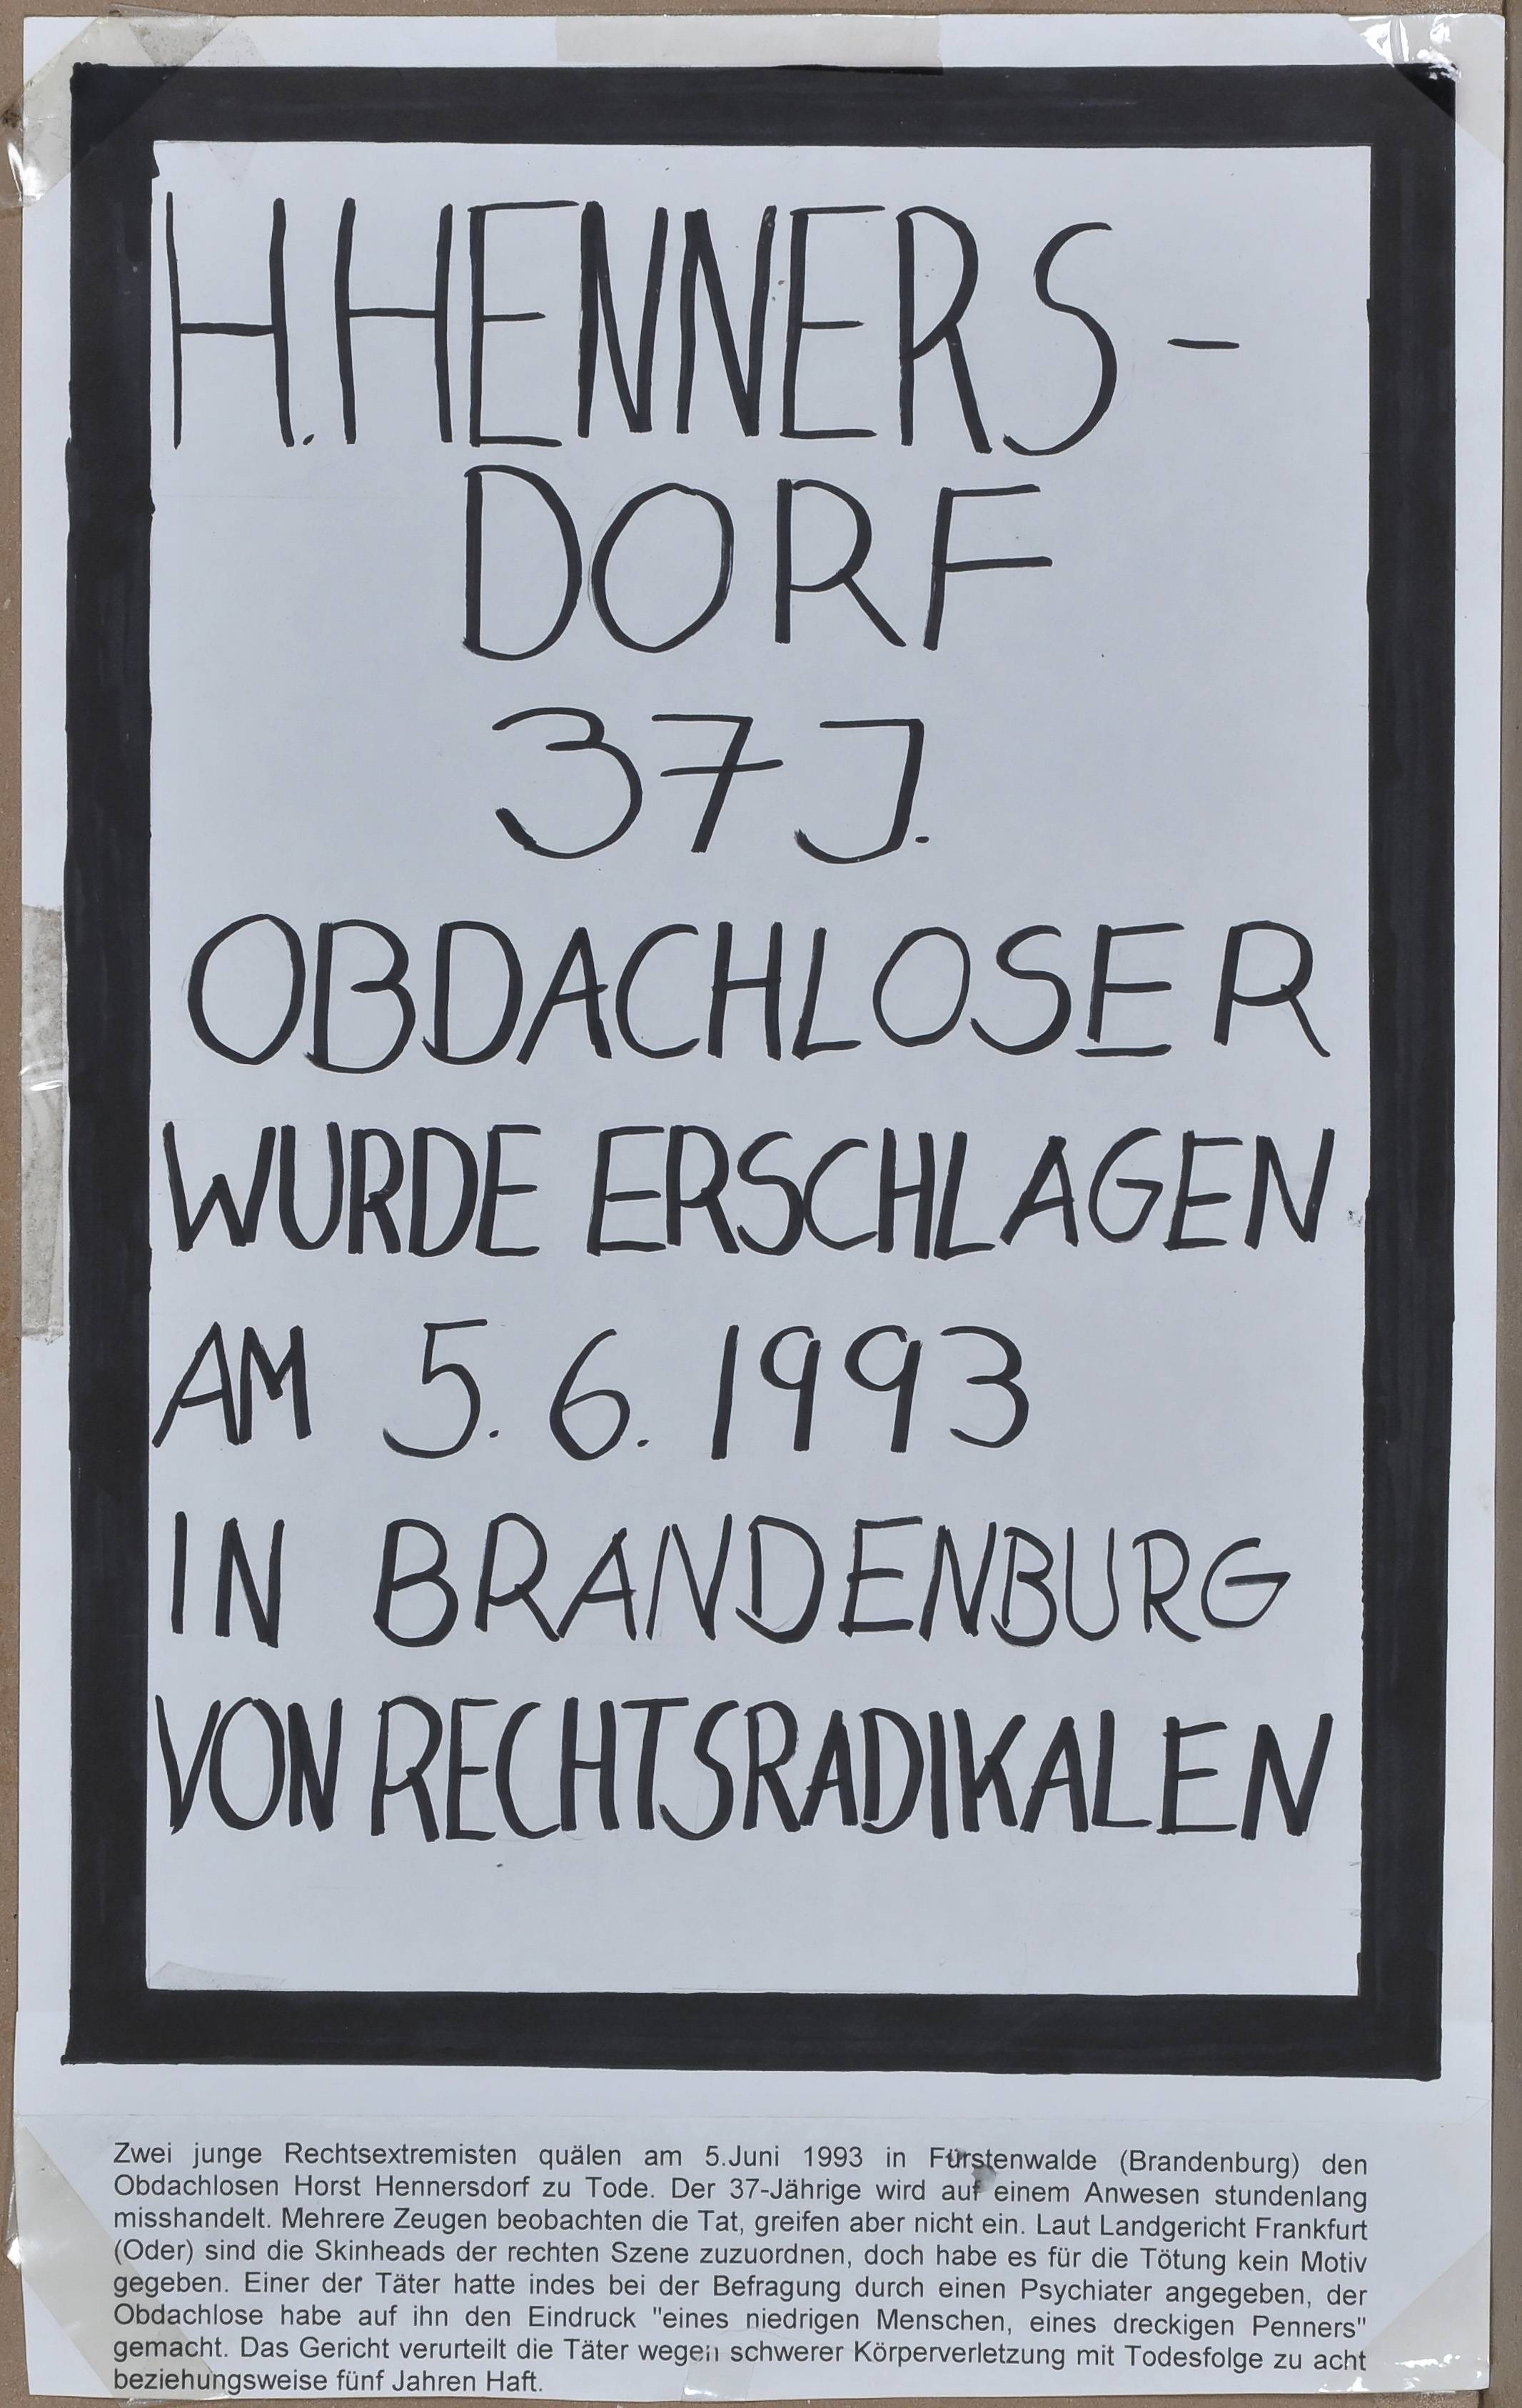 H.HENNERS-
DORF
37 J.
OBDACHLOSER
WURDE ERSCHLAGEN
AM 5.6.1993
IN BRANDENBURG
VON RECHTSRADIKALEN
Zwei junge Rechtsextremisten quälen am 5.Juni 1993 in Fürstenwalde (Brandenburg) den
Obdachlosen Horst Hennersdorf zu Tode. Der 37-Jährige wird auf einem Anwesen stundenlang
misshandelt. Mehrere Zeugen beobachten die Tat, greifen aber nicht ein. Laut Landgericht Frankfurt
(Oder) sind die Skinheads der rechten Szene zuzuordnen, doch habe es für die Tötung kein Motiv
gegeben. Einer der Täter hatte indes bei der Befragung durch einen Psychiater angegeben, der
Obdachlose habe auf ihn den Eindruck "eines niedrigen Menschen, eines dreckigen Penners"
gemacht. Das Gericht verurteilt die Täter wegen schwerer Körperverletzung mit Todesfolge zu acht
beziehungsweise fünf Jahren Haft.